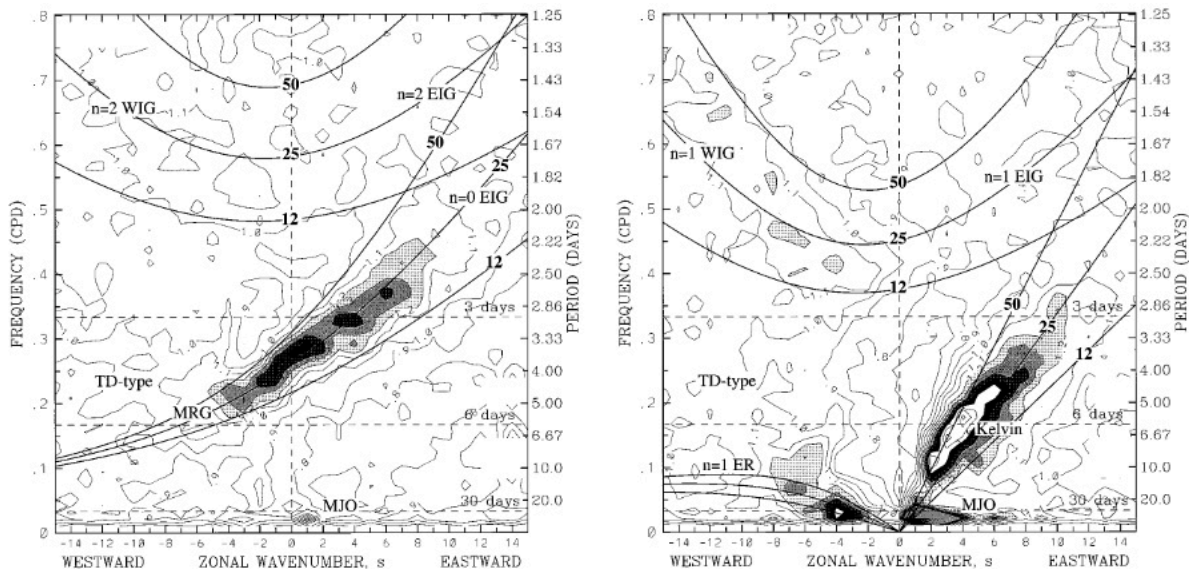 .8
.7
.6
.5
.4
.3
.2
.1
0
FREQUENCY (CPD)
1.25
1.33
1.43
1.54
1.67
1.82
2.00
2.22
2.50
2.86
3.33
4.00
5.00
6.67
10.0
20.0
PERIOD (DAYS)
50
n=2 WIG
n=2 EIG
50
25
25
n=0 EIG
12
12
3 days
TD-type
MRG
6 days
MJO
30 days
-14 -12 -10 -8 -6 -4 -2 0 2 4 6 8 10 12 14
WESTWARD ZONAL WAVENUMBER, s EASTWARD
.8
.7
.6
.5
.4
.3
.2
.1
0
FREQUENCY (CPD)
1.25
1.33
1.43
1.54
1.67
1.82
2.00
2.22
2.50
2.86
3.33
4.00
5.00
6.67
10.0
20.0
PERIOD (DAYS)
n=1 WIG
50
n=1 EIG
25
12
50
3 days
25
12
TD-type
6 days
Kelvin
n=1 ER
MJO
30 days
-14 -12 -10 -8 -6 -4 -2 0 2 4 6 8 10 12 14
WESTWARD ZONAL WAVENUMBER, s EASTWARD